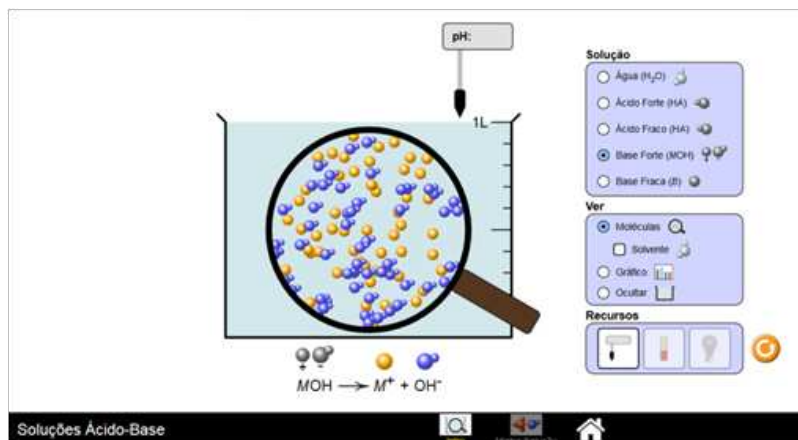 pH:
1L
Solução
Água (H₂O)
Ácido Forte (HA)
Ácido Fraco (HA)
Base Forte (MOH)
Base Fraca (B)
Ver
Moléculas
Solvente
Gráfico
Ocultar
Recursos
MOH → M⁺ + OH⁻
Soluções Ácido-Base